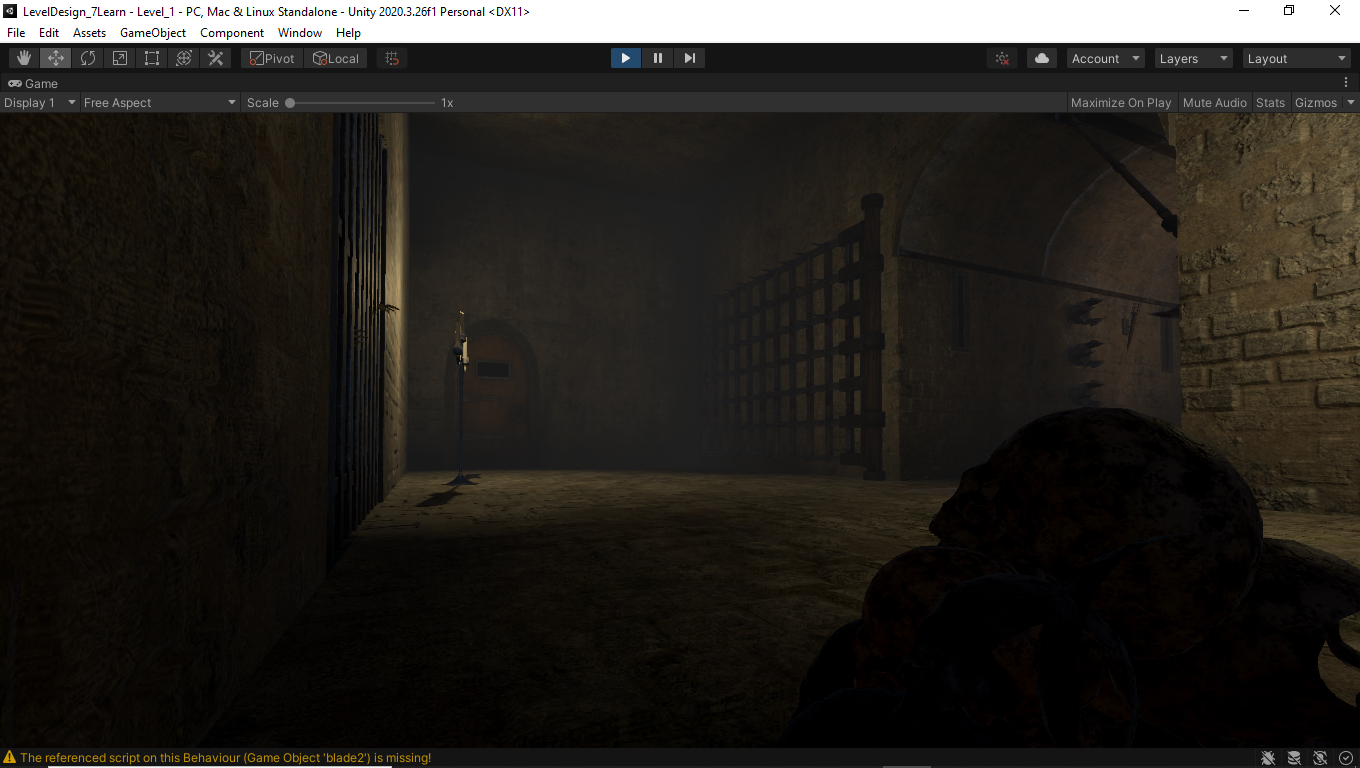 LevelDesign_7Learn - Level_1 - PC, Mac & Linux Standalone - Unity 2020.3.26f1 Personal <DX11>
File Edit Assets GameObject Component Window Help
Pivot Local Account Layers Layout
Game
Display 1 Free Aspect Scale 1x Maximize On Play Mute Audio Stats Gizmos
The referenced script on this Behaviour (Game Object 'blade2') is missing!